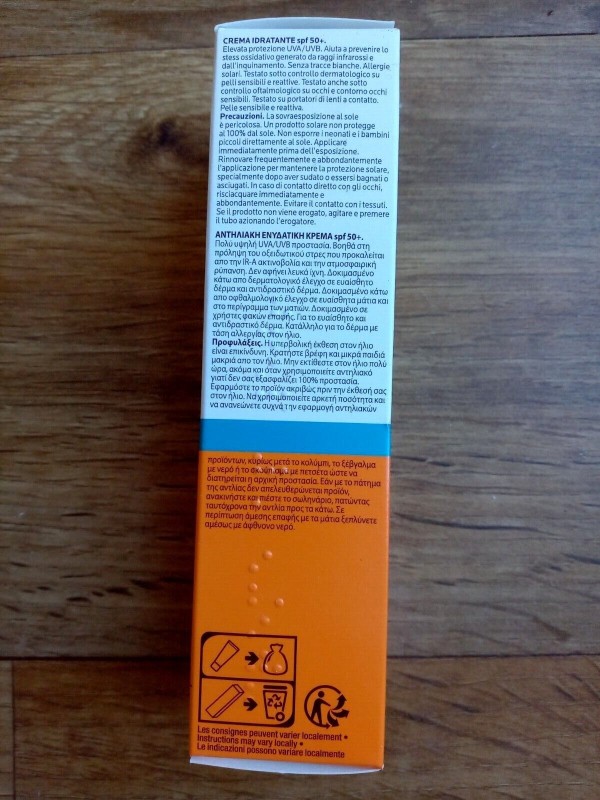 CREMA IDRATANTE spf 50+.
Elevata protezione UVA/UVB. Aiuta a prevenire lo
stess ossidativo generato da raggi infrarossi e
dall'inquinamento. Senza tracce bianche. Allergie
solari. Testato sotto controllo dermatologico su
pelli sensibili e reattive. Testato anche sotto
controllo oftalmologico su occhi e contorno occhi
sensibili. Testato su portatori di lenti a contatto.
Pelle sensibile e reattiva.
Precauzioni. La sovraesposizione al sole
è pericolosa. Un prodotto solare non protegge
al 100% dal sole. Non esporre i neonati e i bambini
piccoli direttamente al sole. Applicare
immediatamente prima dell'esposizione.
Rinnovare frequentemente e abbondantemente
l'applicazione per mantenere la protezione solare,
specialmente dopo aver sudato o essersi bagnati o
asciugati. In caso di contatto diretto con gli occhi,
risciacquare immediatamente e
abbondantemente. Evitare il contatto con i tessuti.
Se il prodotto non viene erogato, agitare e premere
il tubo azionando l'erogatore.
ΑΝΤΗΛΙΑΚΗ ΕΝΥΔΑΤΙΚΗ ΚΡΕΜΑ spf 50+.
Πολύ υψηλή UVA/UVB προστασία. Βοηθά στη
πρόληψη του οξειδωτικού στρες που προκαλείται
απο την IR-A ακτινοβολία και την ατμοσφαιρική
ρύπανση. Δεν αφήνει λευκά ίχνη. Δοκιμασμένο
κάτω απο δερματολογικό έλεγχο σε ευαίσθητο
δέρμα και αντιδραστικό δέρμα. Δοκιμασμένο κάτω
απο οφθαλμολογικό έλεγχο σε ευαίσθητα μάτια και
στο περίγραμμα των ματιών. Δοκιμασμένο σε
χρήστες φακών επαφής. Για το ευαίσθητο και
αντιδραστικό δέρμα. Κατάλληλο για το δέρμα με
τάση αλλεργίας στον ήλιο.
Προφυλάξεις. Η υπερβολική έκθεση στον ήλιο
είναι επικίνδυνη. Κρατήστε βρέφη και μικρά παιδιά
μακριά απο τον ήλιο. Μην εκτίθεστε στον ήλιο πολύ
ώρα, ακόμα και όταν χρησιμοποιείτε αντηλιακό
γιατί δεν σας εξασφαλίζει 100% προστασία.
Εφαρμόστε το προϊόν ακριβώς πριν την έκθεσή σας
στον ήλιο. Να χρησιμοποιείτε αρκετή ποσότητα και
να ανανεώνετε συχνά την εφαρμογή αντηλιακών
προϊόντων, κυρίως μετά το κολύμπι, το ξέβγαλμα
με νερό ή το σκούπισμα με πετσέτα ώστε να
διατηρείται η αρχική προστασία. Εάν με το πάτημα
της αντλίας δεν απελευθερώνεται προϊόν,
ανακινήστε και πιέστε το σωληνάριο, πατώντας
ταυτόχρονα την αντλία προς τα κάτω. Σε
περίπτωση άμεσης επαφής με τα μάτια ξεπλύνετε
αμέσως με άφθονο νερό.
Les consignes peuvent varier localement •
Instructions may vary locally •
Le indicazioni possono variare localmente